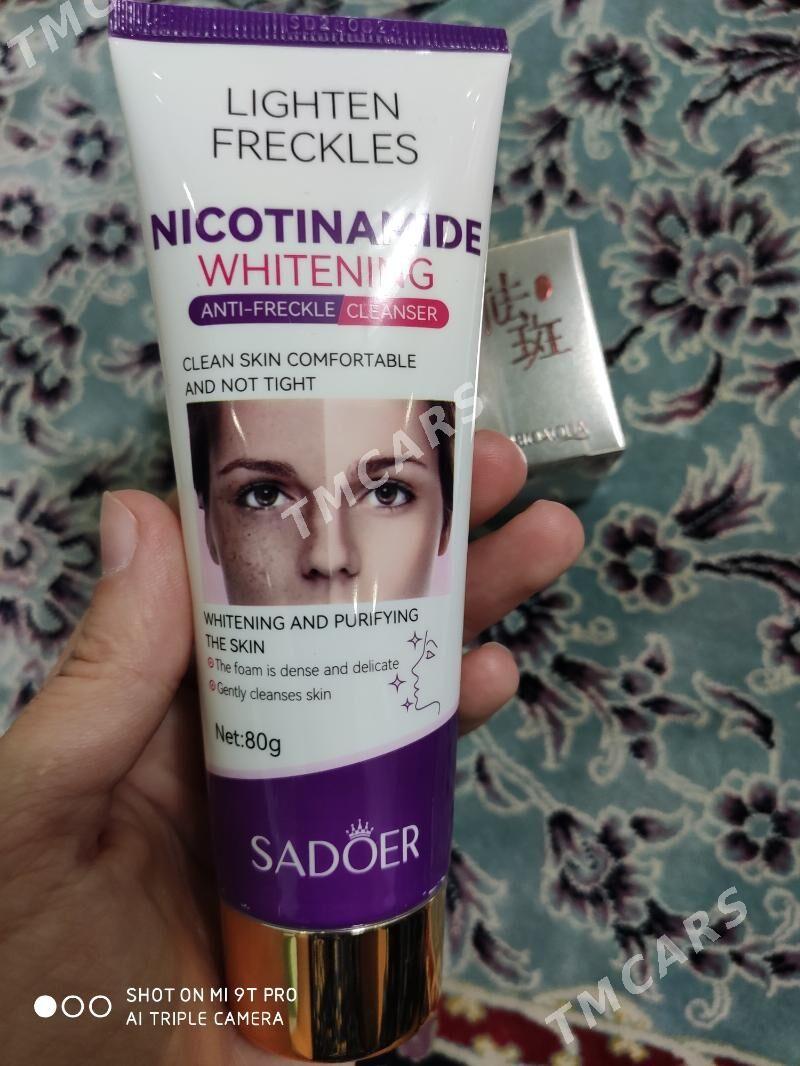 LIGHTEN
FRECKLES
NICOTINAMIDE
WHITENING
ANTI-FRECKLE CLEANSER
CLEAN SKIN COMFORTABLE
AND NOT TIGHT
WHITENING AND PURIFYING
THE SKIN
The foam is dense and delicate
Gently cleanses skin
Net:80g
SADOER
祛斑
BIOAQUA
TMCARS
TMCARS
TMCARS
SHOT ON MI 9T PRO
AI TRIPLE CAMERA